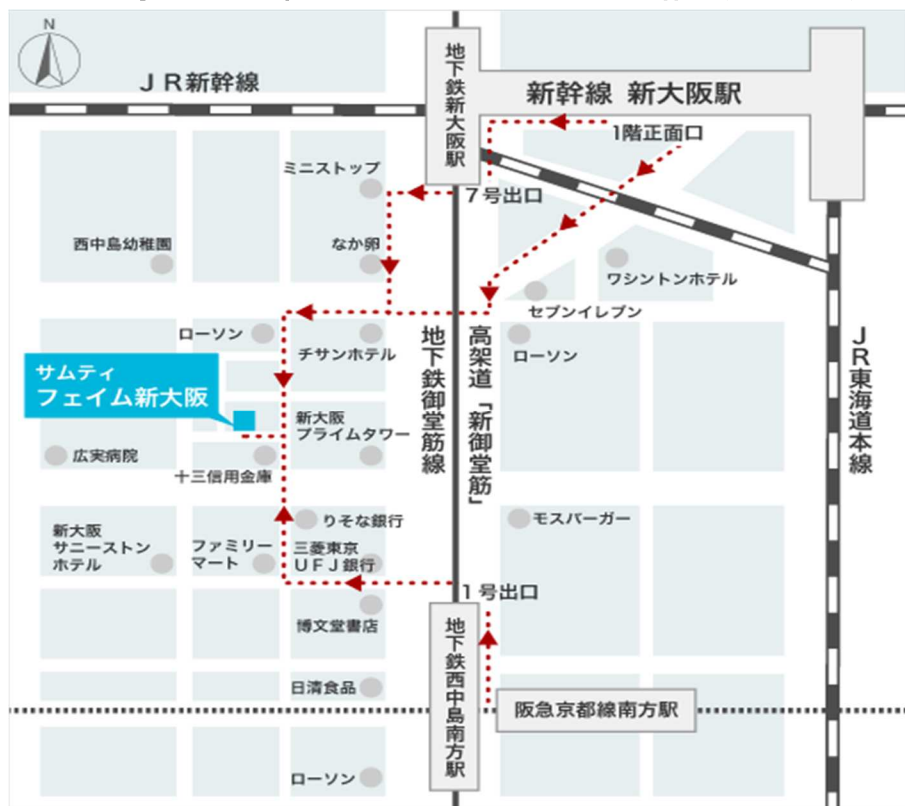 N
JR新幹線
地下鉄新大阪駅
新幹線 新大阪駅
1階正面口
ミニストップ
7号出口
西中島幼稚園
なか卵
ワシントンホテル
セブンイレブン
ローソン
チサンホテル
ローソン
サムティ
フェイム新大阪
新大阪
プライムタワー
地下鉄御堂筋線
高架道「新御堂筋」
JR東海道本線
広実病院
十三信用金庫
りそな銀行
モスバーガー
新大阪
サニーストン
ホテル
ファミリー
マート
三菱東京
UFJ銀行
1号出口
博文堂書店
地下鉄西中島南方駅
日清食品
阪急京都線南方駅
ローソン